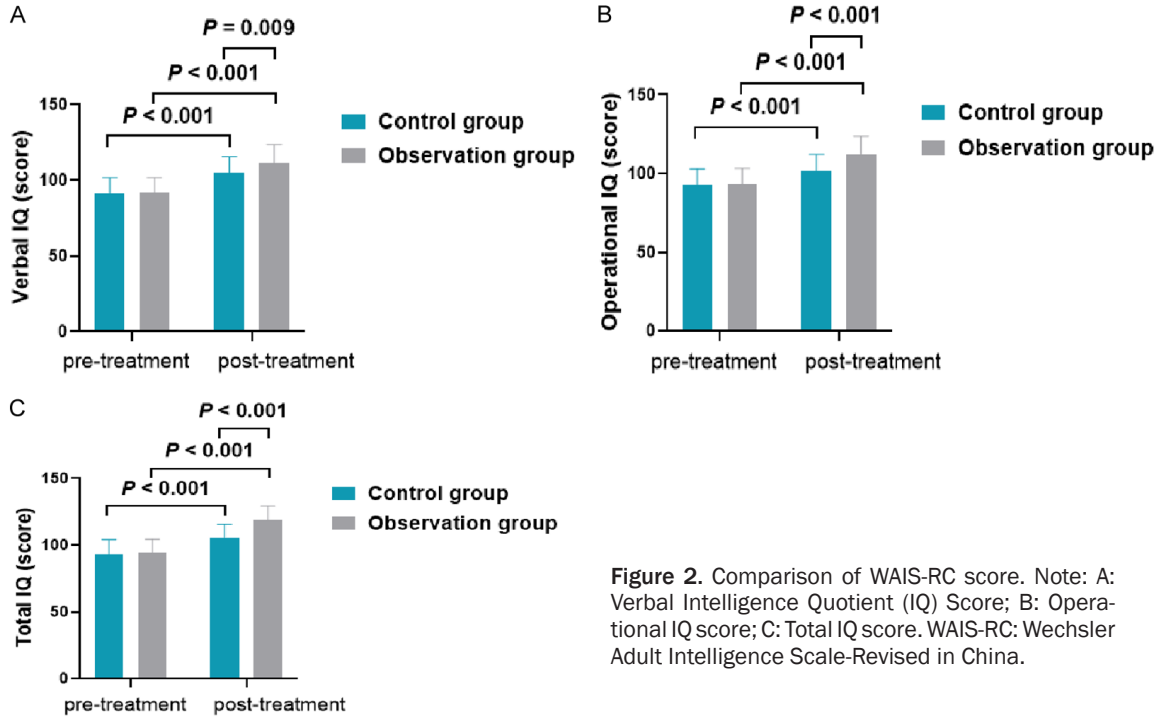 A
P = 0.009
P < 0.001
P < 0.001
Verbal IQ (score)
150
100
50
0
pre-treatment post-treatment
Control group
Observation group
B
P < 0.001
P < 0.001
P < 0.001
Operational IQ (score)
150
100
50
0
pre-treatment post-treatment
Control group
Observation group
C
P < 0.001
P < 0.001
P < 0.001
Total IQ (score)
150
100
50
0
pre-treatment post-treatment
Control group
Observation group
Figure 2. Comparison of WAIS-RC score. Note: A:
Verbal Intelligence Quotient (IQ) Score; B: Opera-
tional IQ score; C: Total IQ score. WAIS-RC: Wechsler
Adult Intelligence Scale-Revised in China.